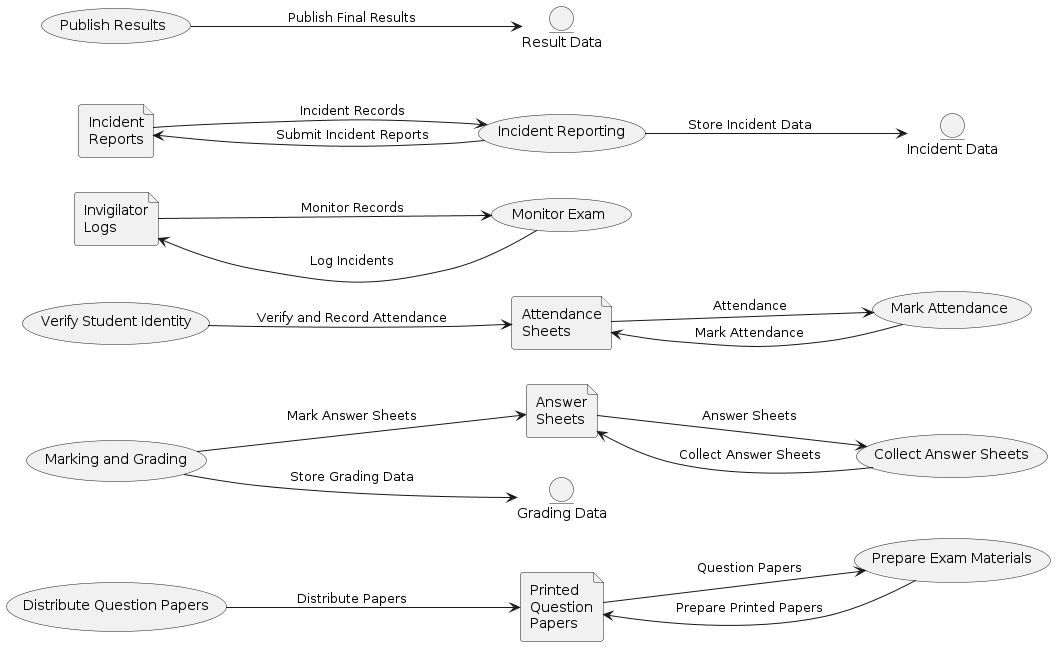 Publish Results
Publish Final Results
Result Data
Incident
Reports
Incident Records
Submit Incident Reports
Incident Reporting
Store Incident Data
Incident Data
Invigilator
Logs
Monitor Records
Log Incidents
Monitor Exam
Verify Student Identity
Verify and Record Attendance
Attendance
Sheets
Attendance
Mark Attendance
Mark Attendance
Marking and Grading
Mark Answer Sheets
Store Grading Data
Answer
Sheets
Answer Sheets
Collect Answer Sheets
Collect Answer Sheets
Grading Data
Distribute Question Papers
Distribute Papers
Printed
Question
Papers
Question Papers
Prepare Printed Papers
Prepare Exam Materials